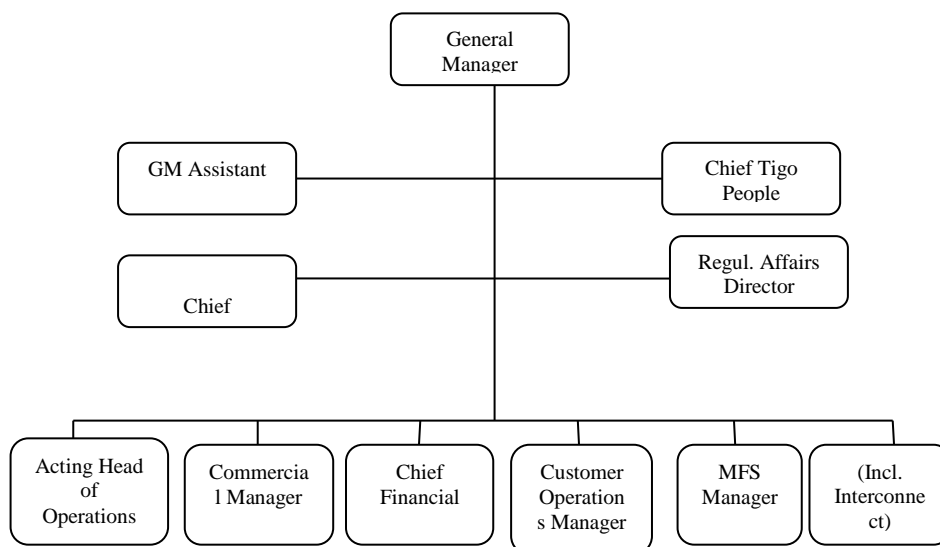 General
Manager
GM Assistant
Chief Tigo
People
Chief
Regul. Affairs
Director
Acting Head
of
Operations
Commercia
l Manager
Chief
Financial
Customer
Operation
s Manager
MFS
Manager
(Incl.
Interconne
ct)